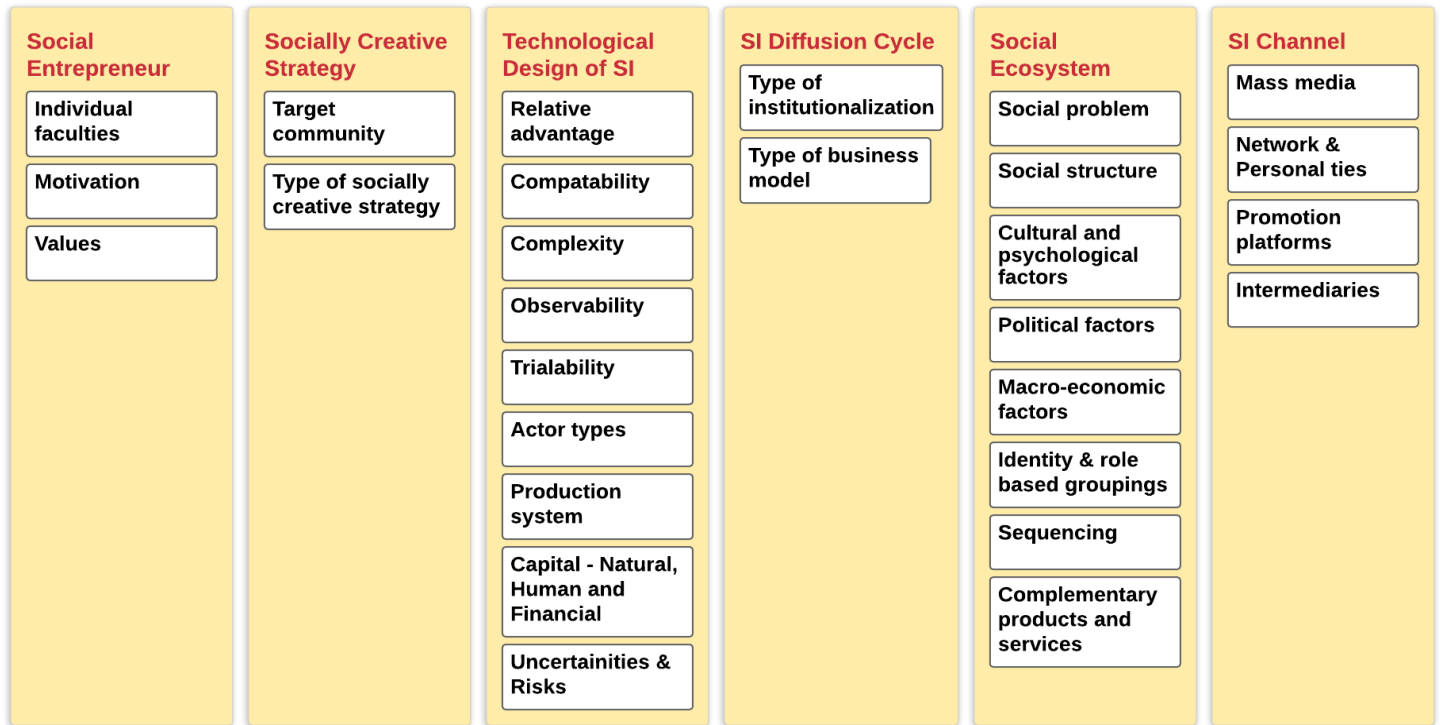 Social
Entrepreneur
Individual
faculties
Motivation
Values
Socially Creative
Strategy
Target
community
Type of socially
creative strategy
Technological
Design of SI
Relative
advantage
Compatability
Complexity
Observability
Trialability
Actor types
Production
system
Capital - Natural,
Human and
Financial
Uncertainities &
Risks
SI Diffusion Cycle
Type of
institutionalization
Type of business
model
Social
Ecosystem
Social problem
Social structure
Cultural and
psychological
factors
Political factors
Macro-economic
factors
Identity & role
based groupings
Sequencing
Complementary
products and
services
SI Channel
Mass media
Network &
Personal ties
Promotion
platforms
Intermediaries